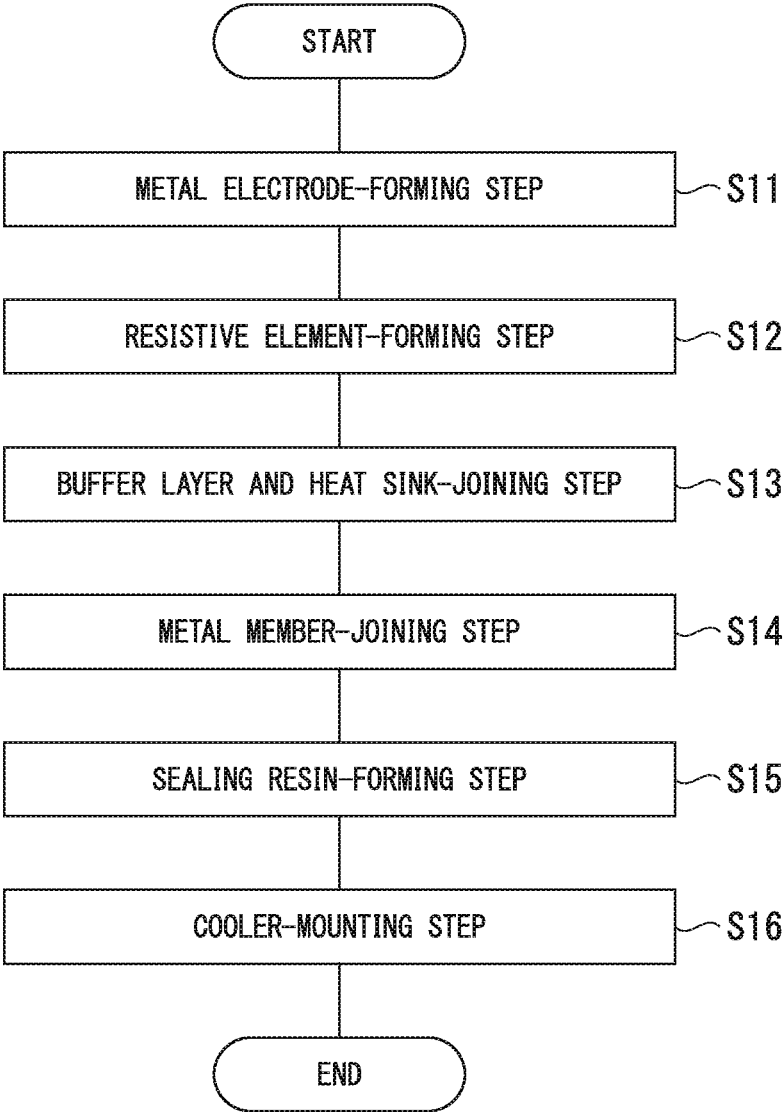 START
METAL ELECTRODE-FORMING STEP
S11
RESISTIVE ELEMENT-FORMING STEP
S12
BUFFER LAYER AND HEAT SINK-JOINING STEP
S13
METAL MEMBER-JOINING STEP
S14
SEALING RESIN-FORMING STEP
S15
COOLER-MOUNTING STEP
S16
END